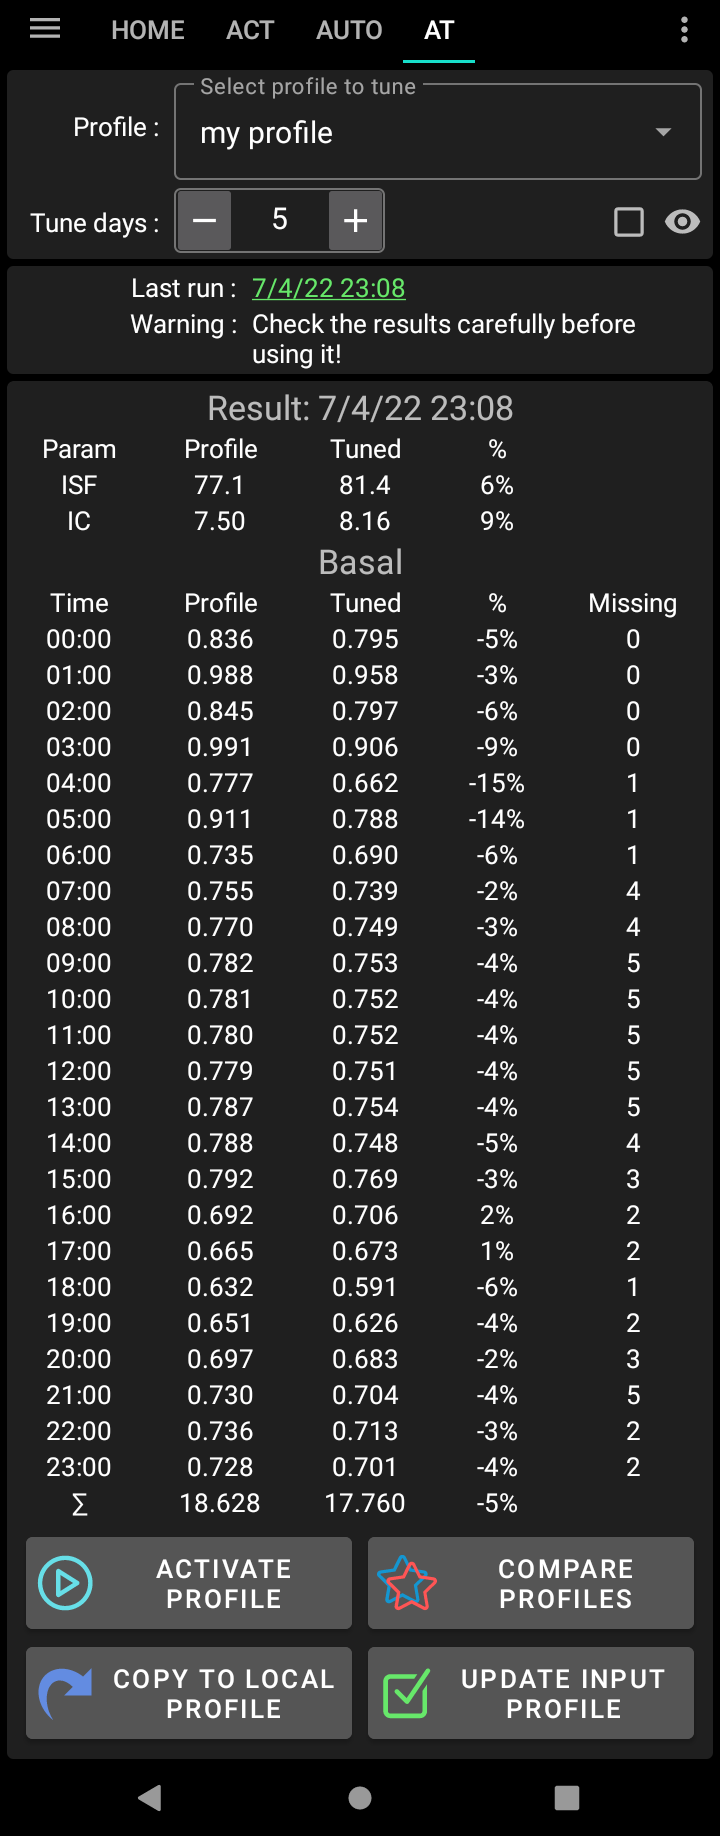 HOME ACT AUTO AT
Select profile to tune
Profile : my profile
Tune days : − 5 +
Last run : 7/4/22 23:08
Warning : Check the results carefully before
using it!
Result: 7/4/22 23:08
Param Profile Tuned %
ISF 77.1 81.4 6%
IC 7.50 8.16 9%
Basal
Time Profile Tuned % Missing
00:00 0.836 0.795 -5% 0
01:00 0.988 0.958 -3% 0
02:00 0.845 0.797 -6% 0
03:00 0.991 0.906 -9% 0
04:00 0.777 0.662 -15% 1
05:00 0.911 0.788 -14% 1
06:00 0.735 0.690 -6% 1
07:00 0.755 0.739 -2% 4
08:00 0.770 0.749 -3% 4
09:00 0.782 0.753 -4% 5
10:00 0.781 0.752 -4% 5
11:00 0.780 0.752 -4% 5
12:00 0.779 0.751 -4% 5
13:00 0.787 0.754 -4% 5
14:00 0.788 0.748 -5% 4
15:00 0.792 0.769 -3% 3
16:00 0.692 0.706 2% 2
17:00 0.665 0.673 1% 2
18:00 0.632 0.591 -6% 1
19:00 0.651 0.626 -4% 2
20:00 0.697 0.683 -2% 3
21:00 0.730 0.704 -4% 5
22:00 0.736 0.713 -3% 2
23:00 0.728 0.701 -4% 2
∑ 18.628 17.760 -5%
ACTIVATE
PROFILE
COMPARE
PROFILES
COPY TO LOCAL
PROFILE
UPDATE INPUT
PROFILE